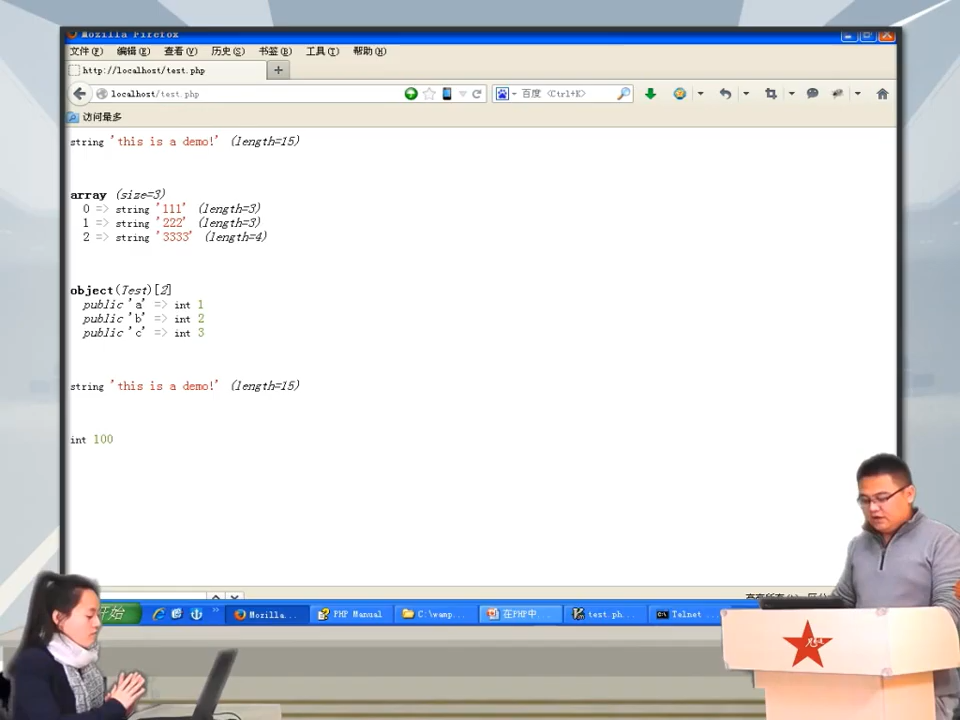 Mozilla Firefox
文件(F) 编辑(E) 查看(V) 历史(S) 书签(B) 工具(T) 帮助(H)
http://localhost/test.php +
localhost/test.php 百度 <Ctrl+K>
访问最多
string 'this is a demo!' (length=15)
array (size=3)
0 => string '111' (length=3)
1 => string '222' (length=3)
2 => string '3333' (length=4)
object(Test)[2]
public 'a' => int 1
public 'b' => int 2
public 'c' => int 3
string 'this is a demo!' (length=15)
int 100
开始 Mozilla... PHP Manual C:\wamp... 在PHP中... test.ph... Telnet ...